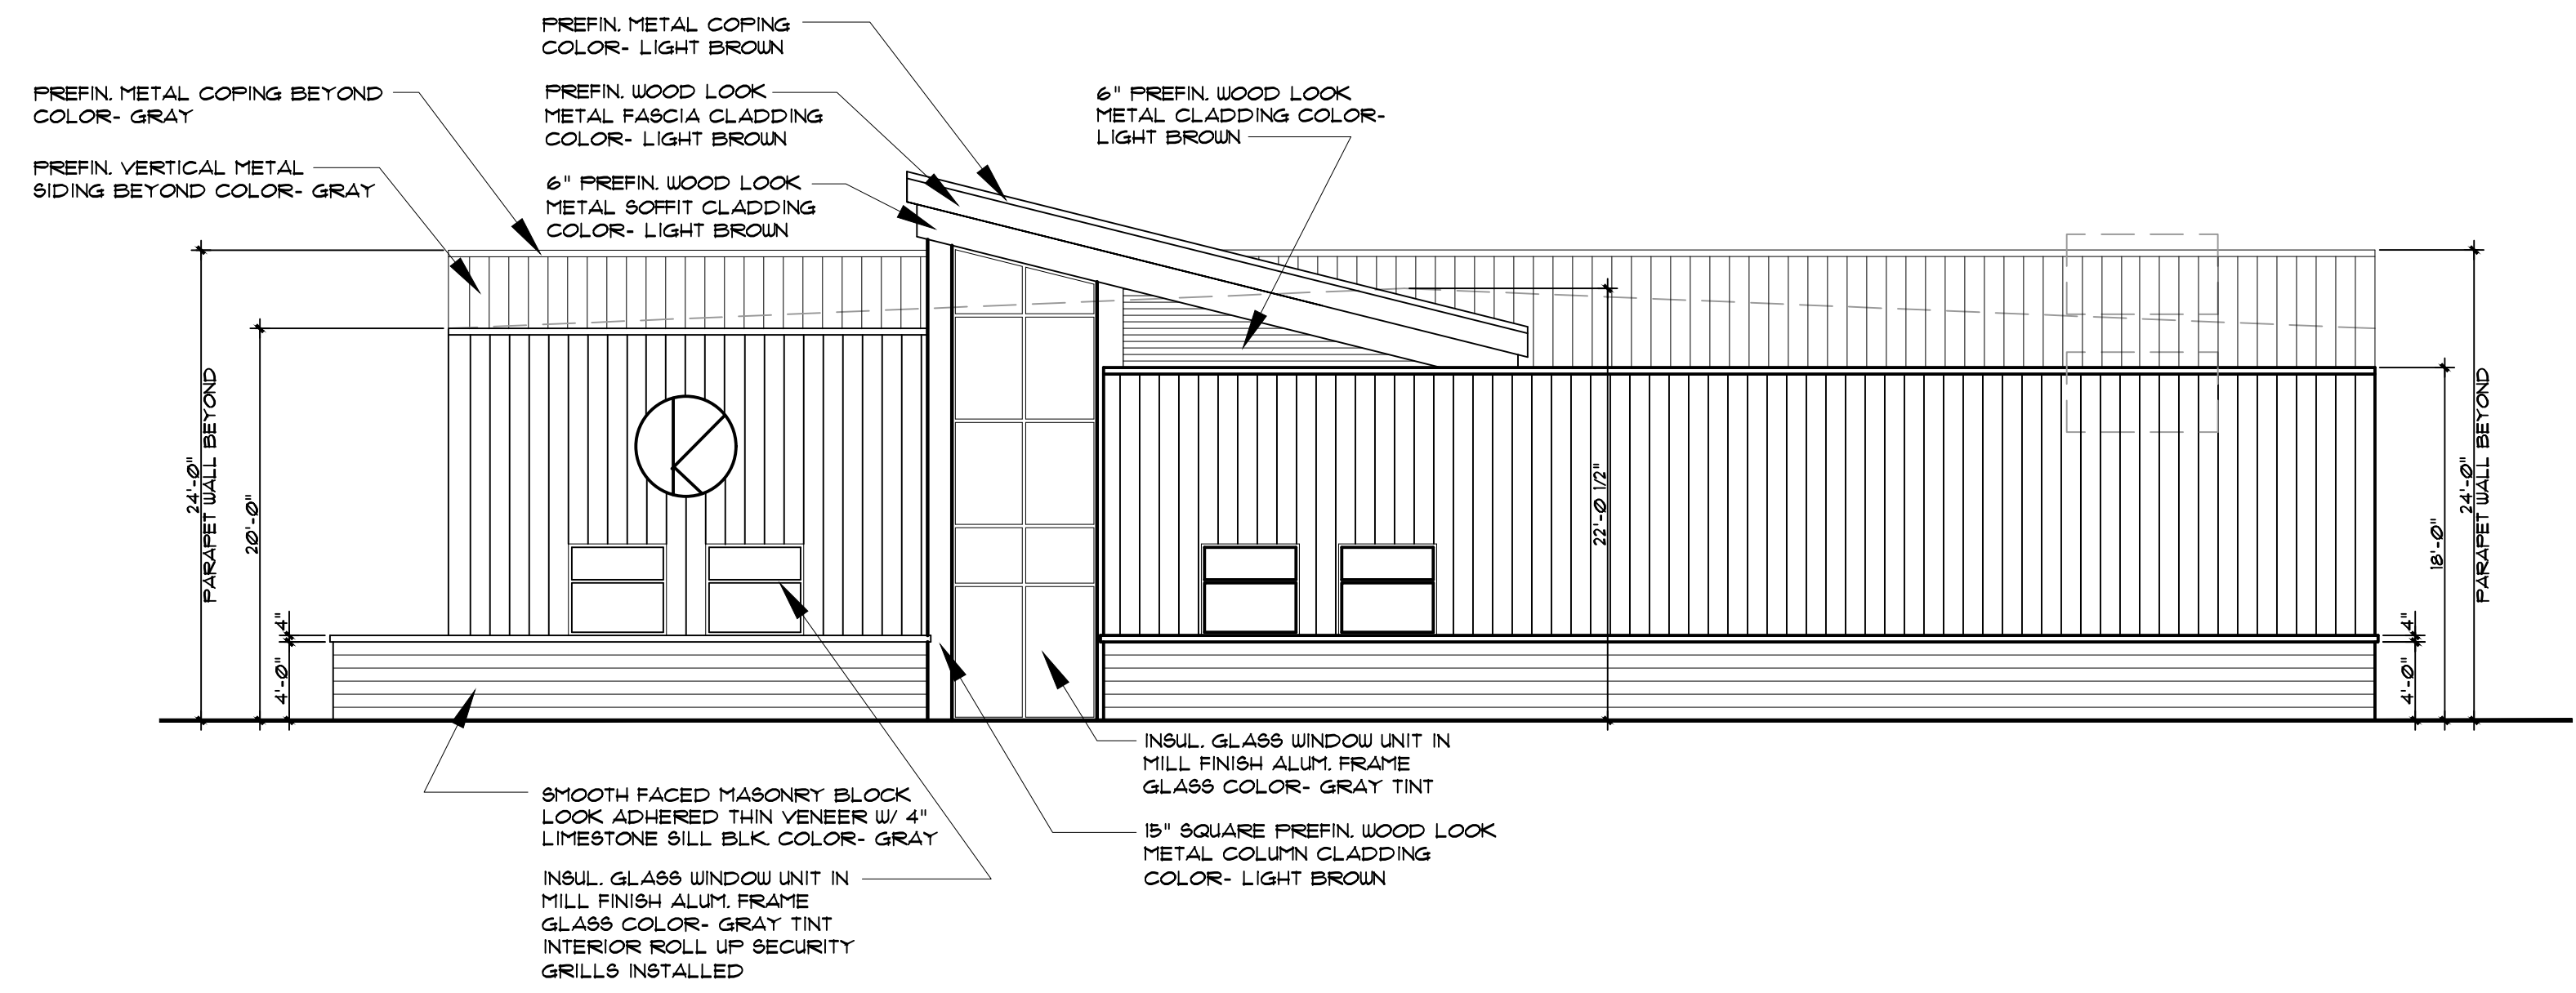 PREFIN. METAL COPING
COLOR- LIGHT BROWN
PREFIN. METAL COPING BEYOND
COLOR- GRAY
PREFIN. WOOD LOOK
METAL FASCIA CLADDING
COLOR- LIGHT BROWN
6" PREFIN. WOOD LOOK
METAL CLADDING COLOR-
LIGHT BROWN
PREFIN. VERTICAL METAL
SIDING BEYOND COLOR- GRAY
6" PREFIN. WOOD LOOK
METAL SOFFIT CLADDING
COLOR- LIGHT BROWN
24'-0"
PARAPET WALL BEYOND
20'-0"
4"
4'-0"
K
22'-0 1/2"
4"
4'-0"
18'-0"
24'-0"
PARAPET WALL BEYOND
INSUL. GLASS WINDOW UNIT IN
MILL FINISH ALUM. FRAME
GLASS COLOR- GRAY TINT
SMOOTH FACED MASONRY BLOCK
LOOK ADHERED THIN VENEER W/ 4"
LIMESTONE SILL BLK. COLOR- GRAY
15" SQUARE PREFIN. WOOD LOOK
METAL COLUMN CLADDING
COLOR- LIGHT BROWN
INSUL. GLASS WINDOW UNIT IN
MILL FINISH ALUM. FRAME
GLASS COLOR- GRAY TINT
INTERIOR ROLL UP SECURITY
GRILLS INSTALLED